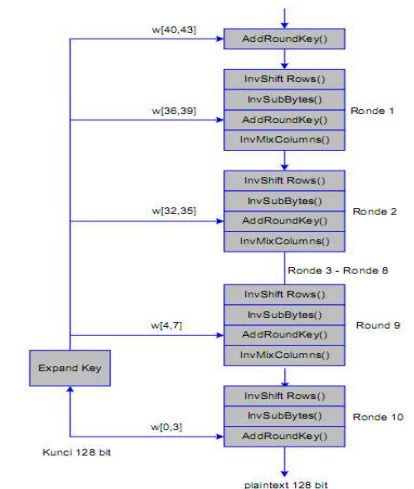 w[40,43]
AddRoundKey()
InvShift Rows()
InvSubBytes()
w[36,39]
AddRoundKey()
Ronde 1
InvMixColumns()
InvShift Rows()
InvSubBytes()
w[32,35]
AddRoundKey()
Ronde 2
InvMixColumns()
Ronde 3 - Ronde 8
InvShift Rows()
InvSubBytes()
w[4,7]
AddRoundKey()
Round 9
InvMixColumns()
Expand Key
InvShift Rows()
InvSubBytes()
Ronde 10
w[0,3]
AddRoundKey()
Kunci 128 bit
plaintext 128 bit